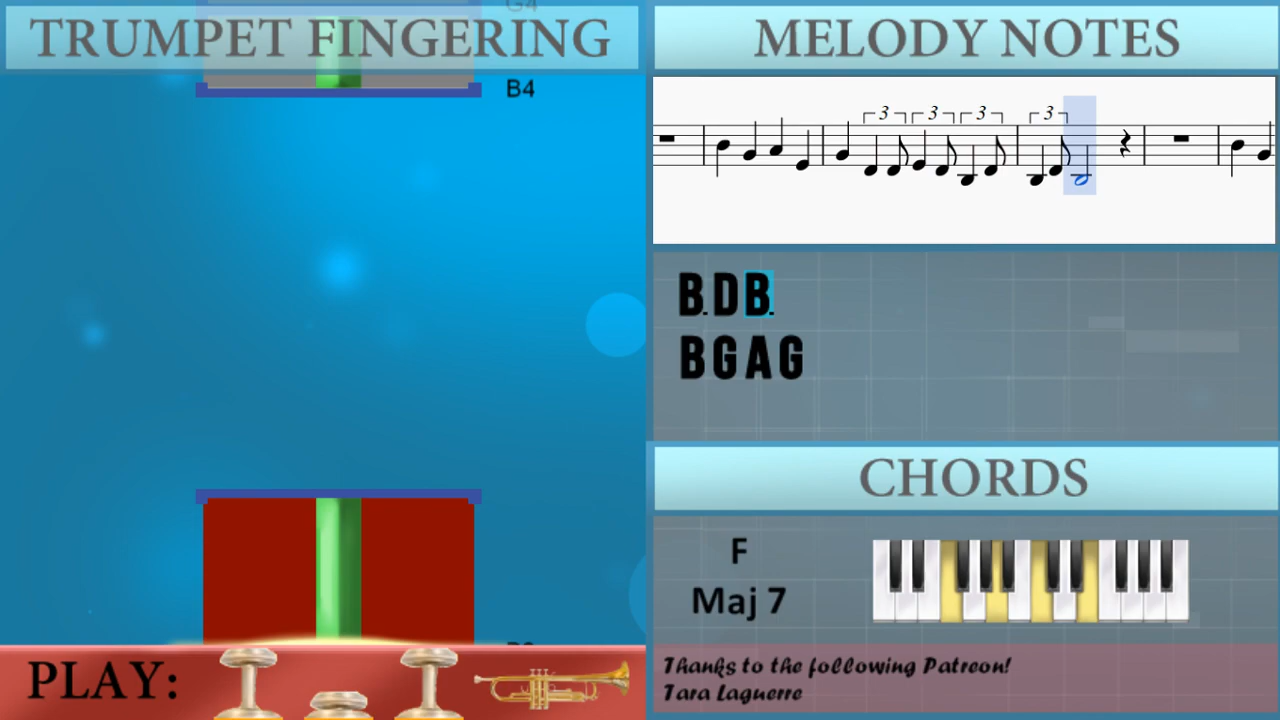 TRUMPET FINGERING
G4
B4
PLAY:
MELODY NOTES
3 3 3 3
B. D B.
B G A G
CHORDS
F
Maj 7
Thanks to the following Patreon!
Tara Laguerre